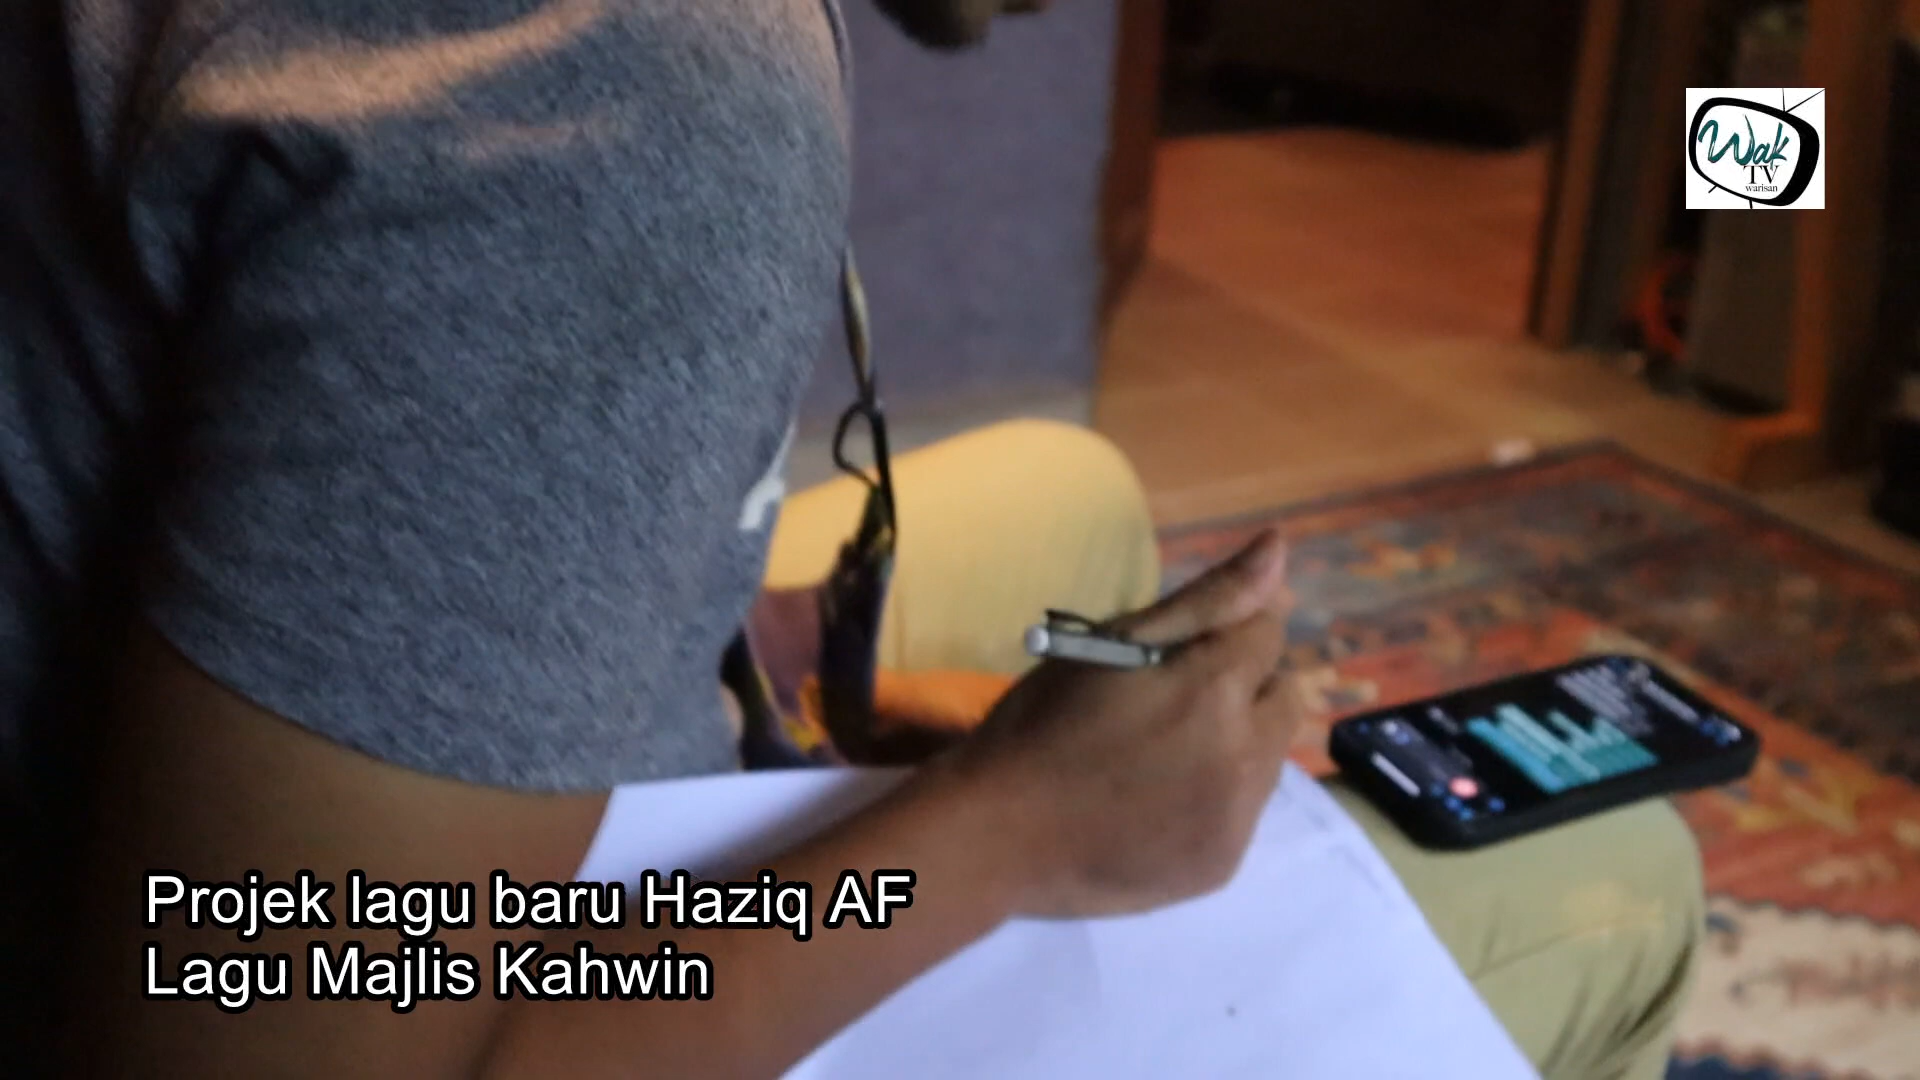 Wak
TV
warisan
Projek lagu baru Haziq AF
Lagu Majlis Kahwin